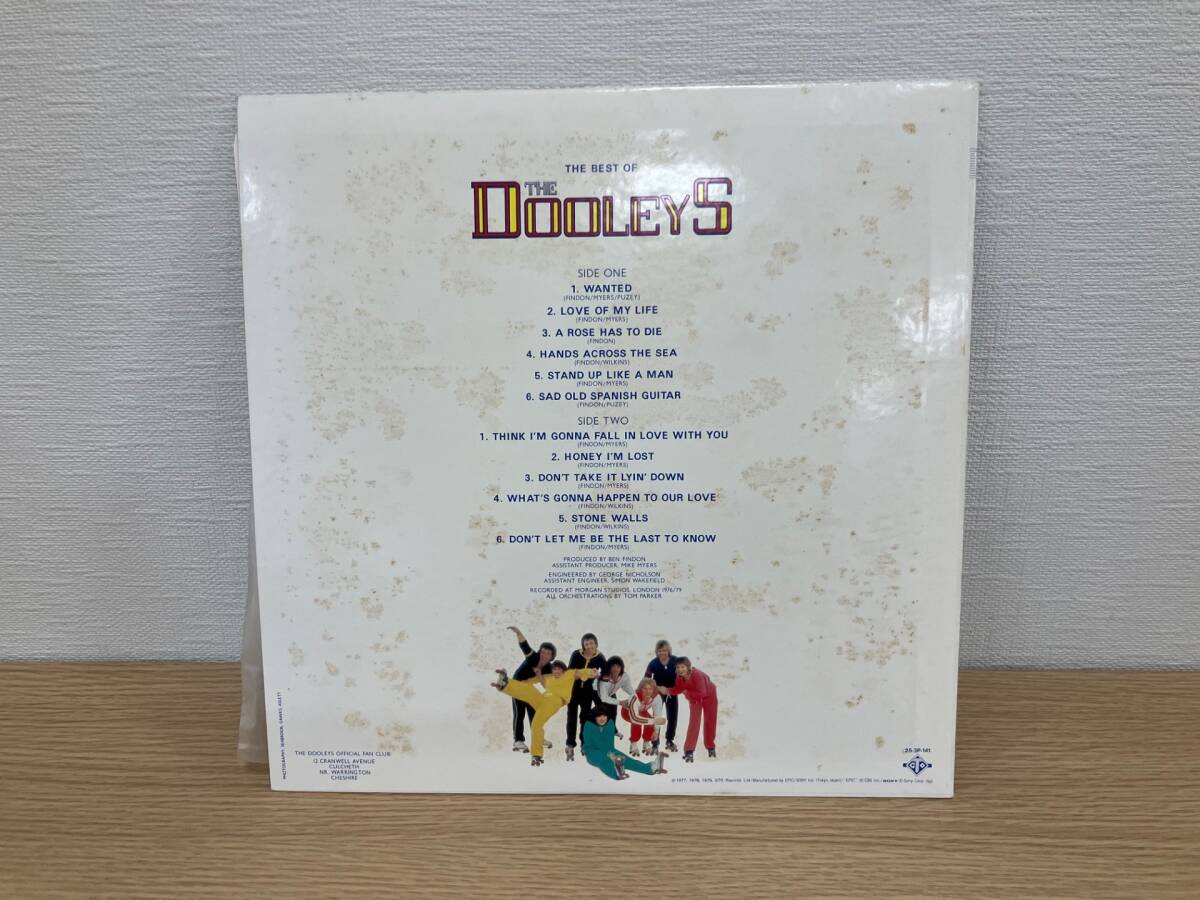 THE BEST OF
THE
DOOLEYS
SIDE ONE
1. WANTED
(FINDON/MYERS/PUZEY)
2. LOVE OF MY LIFE
(FINDON/MYERS)
3. A ROSE HAS TO DIE
(FINDON)
4. HANDS ACROSS THE SEA
(FINDON/WILKINS)
5. STAND UP LIKE A MAN
(FINDON/MYERS)
6. SAD OLD SPANISH GUITAR
(FINDON/PUZEY)
SIDE TWO
1. THINK I'M GONNA FALL IN LOVE WITH YOU
(FINDON/MYERS)
2. HONEY I'M LOST
(FINDON/MYERS)
3. DON'T TAKE IT LYIN' DOWN
(FINDON/MYERS)
4. WHAT'S GONNA HAPPEN TO OUR LOVE
(FINDON/WILKINS)
5. STONE WALLS
(FINDON/WILKINS)
6. DON'T LET ME BE THE LAST TO KNOW
(FINDON/MYERS)
PRODUCED BY BEN FINDON
ASSISTANT PRODUCER, MIKE MYERS
ENGINEERED BY GEORGE NICHOLSON
ASSISTANT ENGINEER, SIMON WAKEFIELD
RECORDED AT MORGAN STUDIOS, LONDON 1976/79
ALL ORCHESTRATIONS BY TOM PARKER
THE DOOLEYS OFFICIAL FAN CLUB
12 CRANWELL AVENUE
CULCHETH
NR. WARRINGTON
CHESHIRE
25·3P-141
GTO